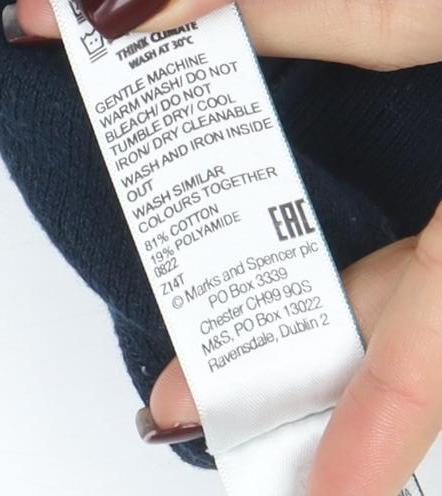 THINK CLIMATE
WASH AT 30°C
GENTLE MACHINE
WARM WASH/ DO NOT
BLEACH/ DO NOT
TUMBLE DRY/ COOL
IRON/ DRY CLEANABLE
WASH AND IRON INSIDE
OUT
WASH SIMILAR
COLOURS TOGETHER
81% COTTON
19% POLYAMIDE
0822
Z14T
EAC
© Marks and Spencer plc
PO Box 3339
Chester CH99 9QS
M&S, PO Box 13022
Ravensdale, Dublin 2